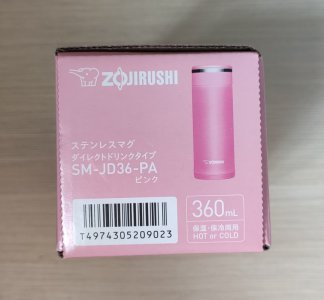 ZOJIRUSHI
ステンレスマグ
ダイレクトドリンクタイプ
SM-JD36-PA
ピンク
T4974305209023
ZOJIRUSHI
360mL
保温・保冷両用
HOT or COLD